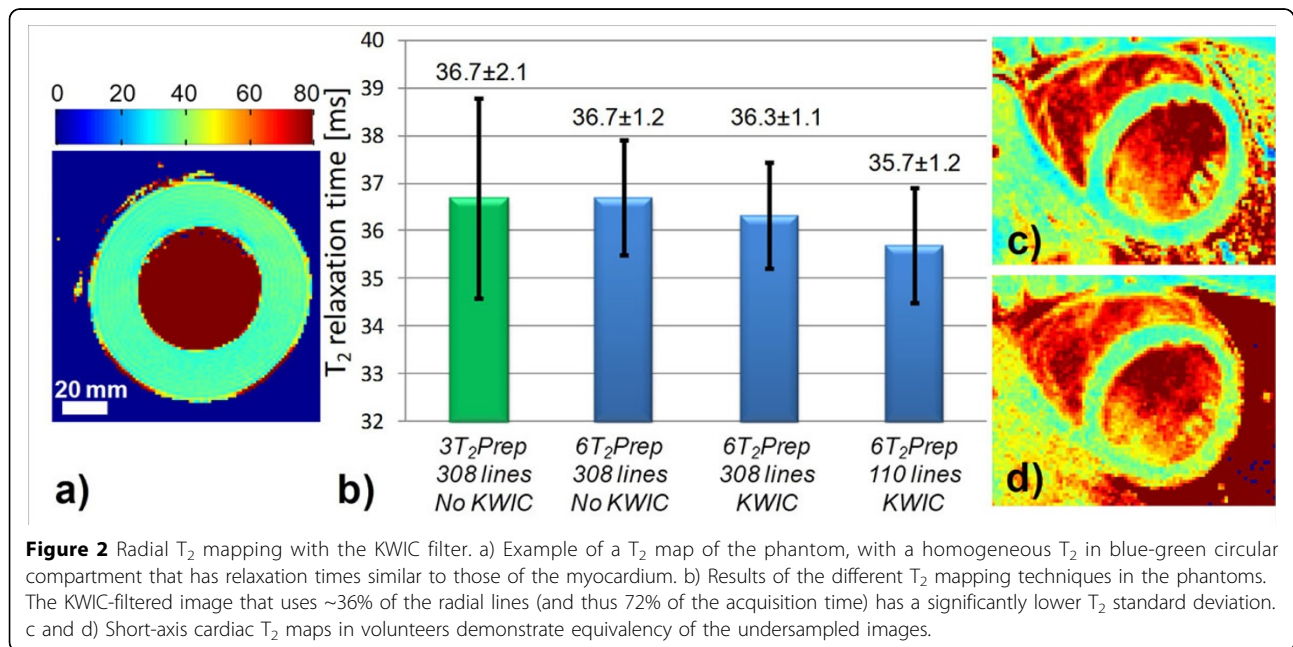 0 20 40 60 80
a)
20 mm
b)
T₂ relaxation time [ms]
40
39
38
37
36
35
34
33
32
36.7±2.1
36.7±1.2
36.3±1.1
35.7±1.2
3T₂Prep
308 lines
No KWIC
6T₂Prep
308 lines
No KWIC
6T₂Prep
308 lines
KWIC
6T₂Prep
110 lines
KWIC
c)
d)
Figure 2 Radial T₂ mapping with the KWIC filter. a) Example of a T₂ map of the phantom, with a homogeneous T₂ in blue-green circular
compartment that has relaxation times similar to those of the myocardium. b) Results of the different T₂ mapping techniques in the phantoms.
The KWIC-filtered image that uses ~36% of the radial lines (and thus 72% of the acquisition time) has a significantly lower T₂ standard deviation.
c and d) Short-axis cardiac T₂ maps in volunteers demonstrate equivalency of the undersampled images.